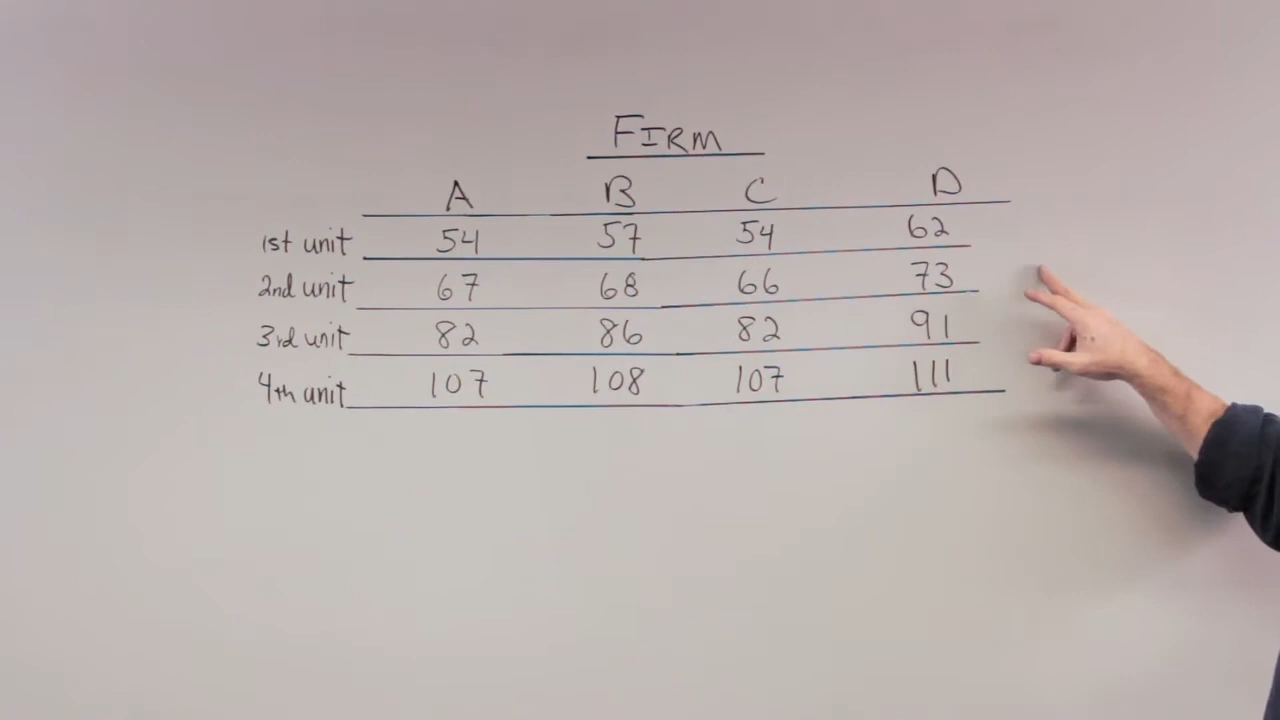 FIRM
A B C D
1st unit 54 57 54 62
2nd unit 67 68 66 73
3rd unit 82 86 82 91
4th unit 107 108 107 111